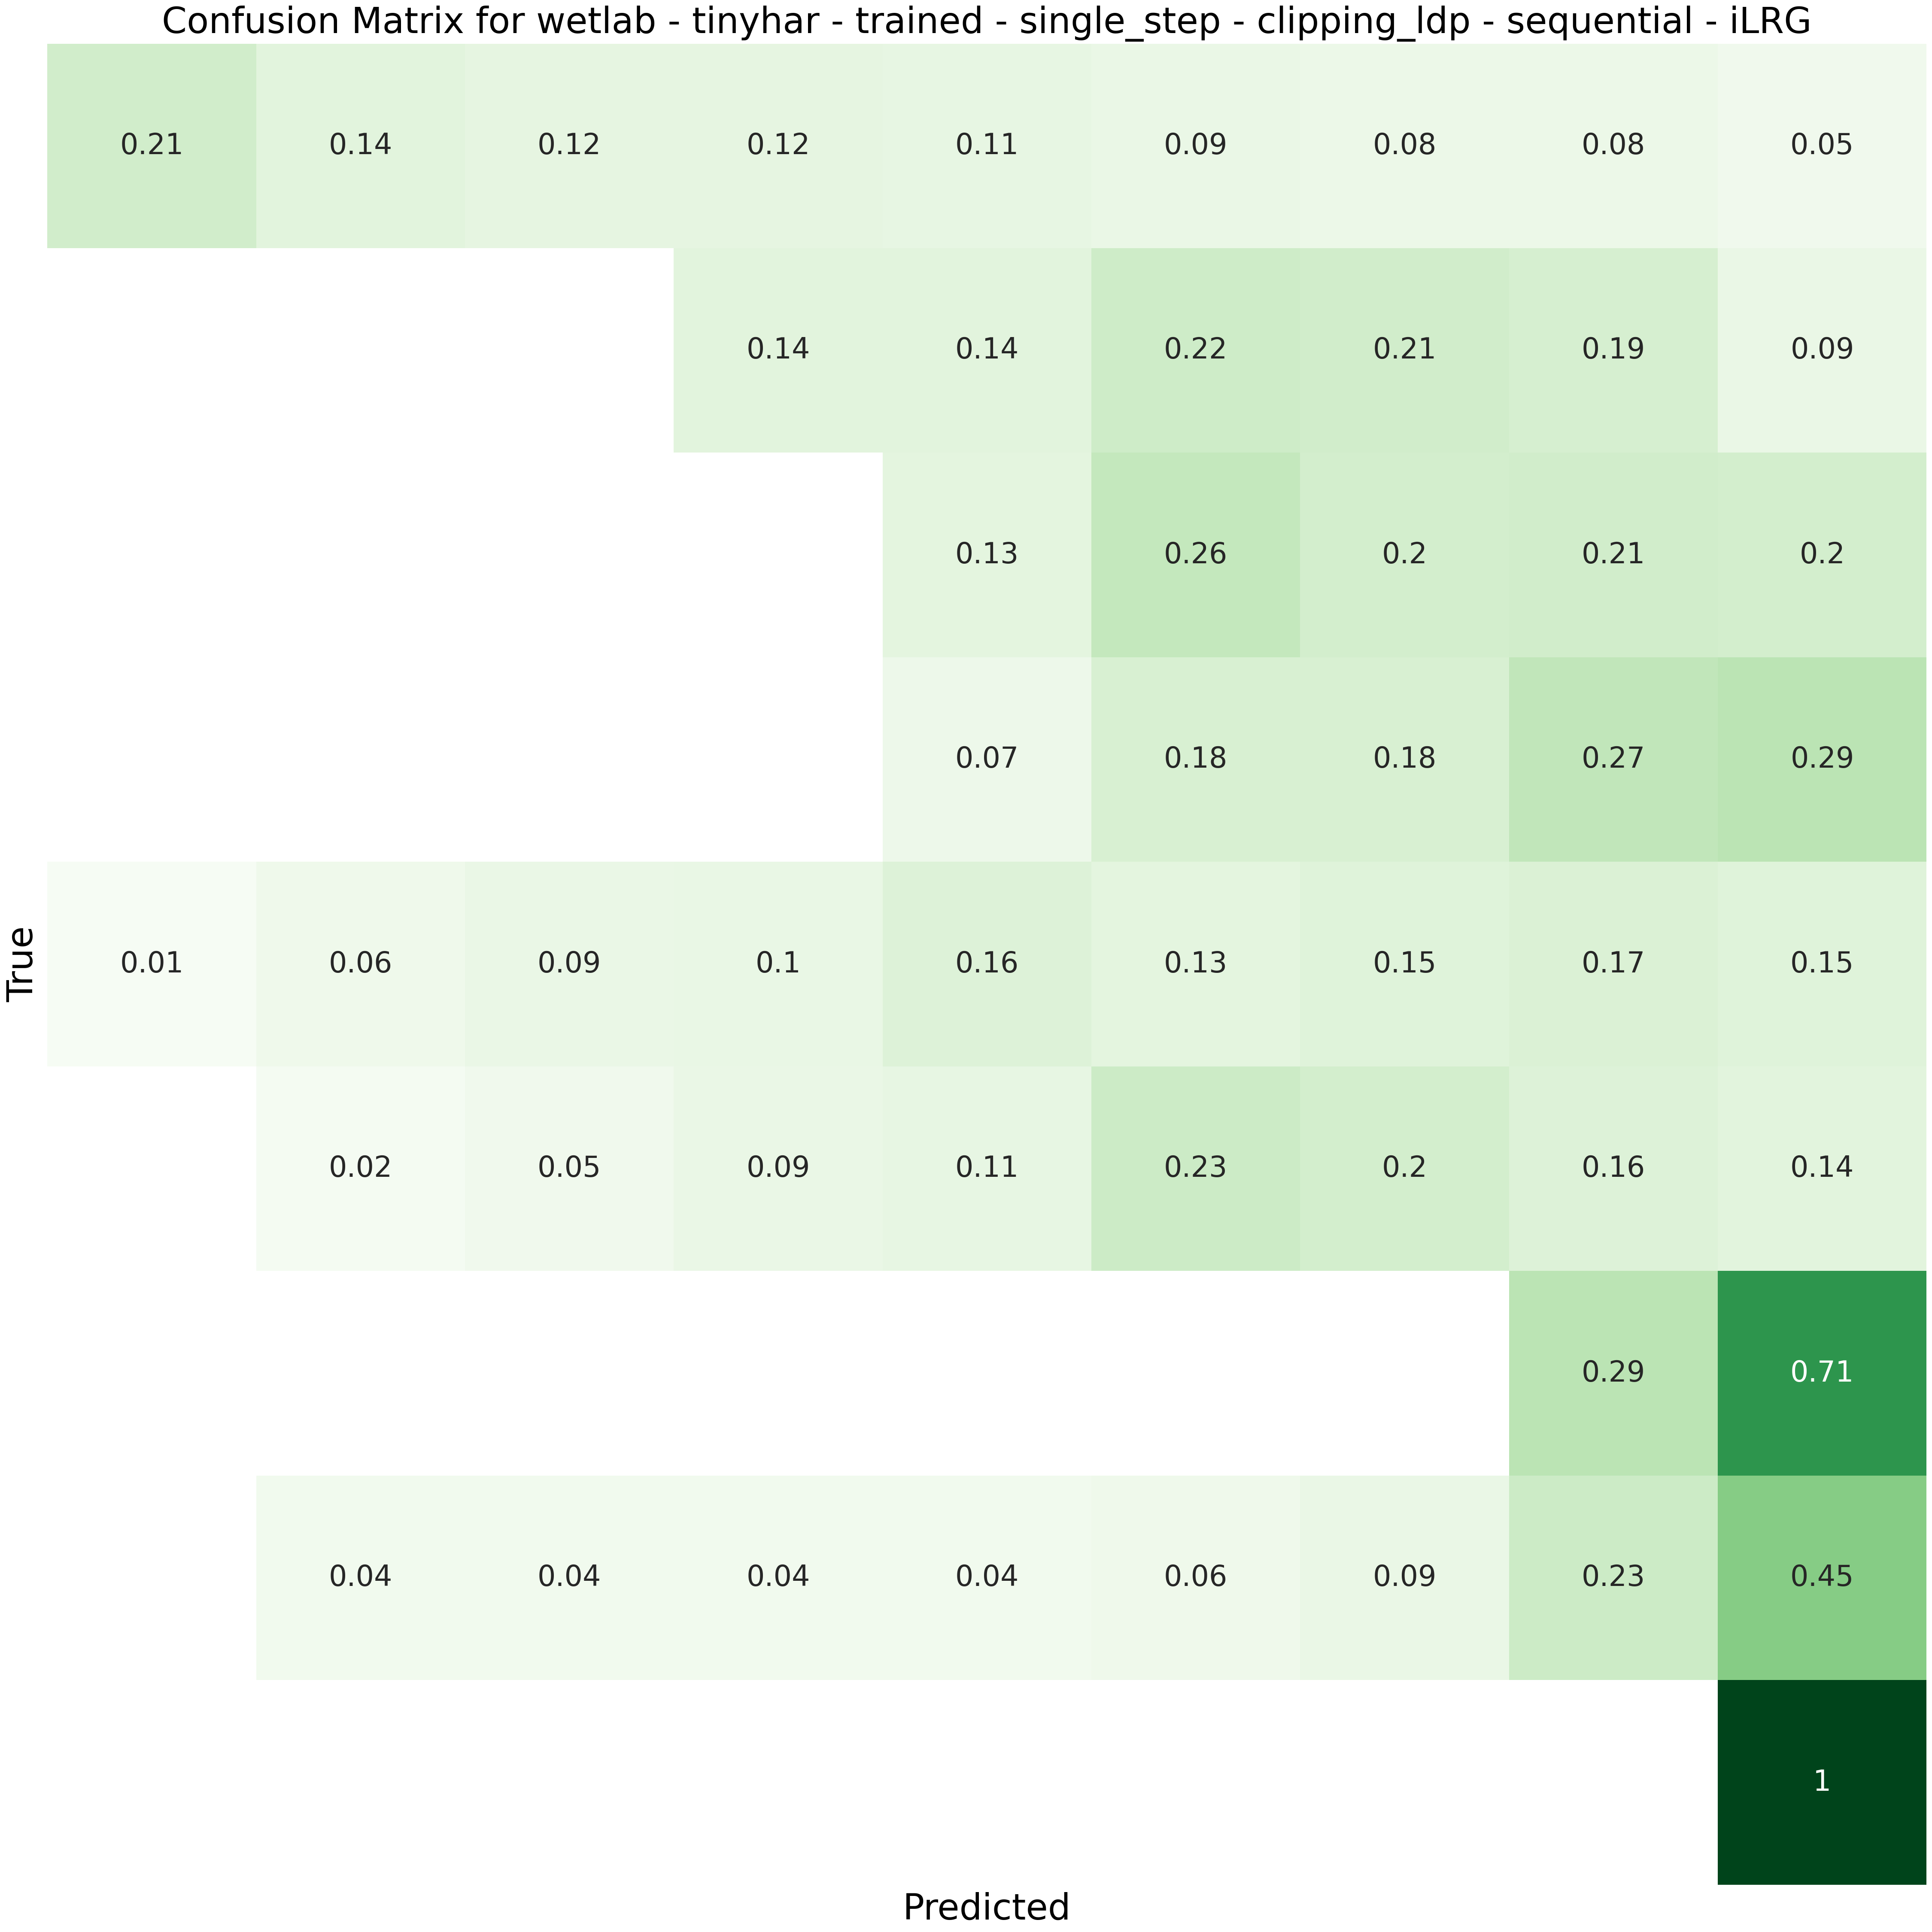 Confusion Matrix for wetlab - tinyhar - trained - single_step - clipping_ldp - sequential - iLRG
0.21 0.14 0.12 0.12 0.11 0.09 0.08 0.08 0.05
0.14 0.14 0.22 0.21 0.19 0.09
0.13 0.26 0.2 0.21 0.2
0.07 0.18 0.18 0.27 0.29
True
0.01 0.06 0.09 0.1 0.16 0.13 0.15 0.17 0.15
0.02 0.05 0.09 0.11 0.23 0.2 0.16 0.14
0.29 0.71
0.04 0.04 0.04 0.04 0.06 0.09 0.23 0.45
1
Predicted